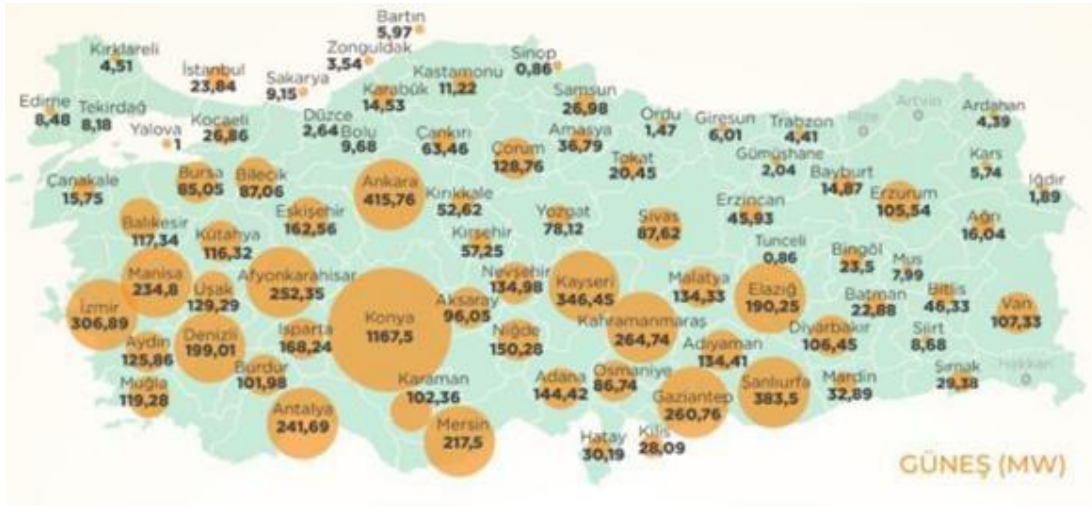 Bartın
5,97
Zonguldak
3,54
Kırklareli
4,51
İstanbul
23,84
Sakarya
9,15
Kastamonu
11,22
Karabük
14,53
Sinop
0,86
Samsun
26,98
Edirne
8,48
Tekirdağ
8,18
Yalova
1
Kocaeli
26,86
Düzce
2,64
Bolu
9,68
Çankırı
63,46
Çorum
128,76
Amasya
36,79
Tokat
20,45
Ordu
1,47
Giresun
6,01
Trabzon
4,41
Rize
0
Artvin
0
Ardahan
4,39
Gümüşhane
2,04
Bayburt
14,87
Erzurum
105,54
Kars
5,74
Iğdır
1,89
Çanakale
15,75
Bursa
85,05
Bilecik
87,06
Ankara
415,76
Kırıkkale
52,62
Eskişehir
162,56
Yozgat
78,12
Sivas
87,62
Erzincan
45,93
Ağrı
16,04
Balıkesir
117,34
Kütahya
116,32
Kırşehir
57,25
Tunceli
0,86
Bingöl
23,5
Muş
7,99
Manisa
234,8
Uşak
129,29
Afyonkarahisar
252,35
Nevşehir
134,98
Kayseri
346,45
Malatya
134,33
Elazığ
190,25
Batman
22,88
Bitlis
46,33
Van
107,33
İzmir
306,89
Konya
1167,5
Aksaray
96,05
Niğde
150,28
Kahramanmaraş
264,74
Adıyaman
134,41
Diyarbakır
106,45
Siirt
8,68
Aydın
125,86
Denizli
199,01
Isparta
168,24
Burdur
101,98
Muğla
119,28
Antalya
241,69
Karaman
102,36
Mersin
217,5
Adana
144,42
Osmaniye
86,74
Gaziantep
260,76
Şanlıurfa
383,5
Mardin
32,89
Şırnak
29,38
Hakkari
0
Hatay
30,19
Kilis
28,09
GÜNEŞ (MW)